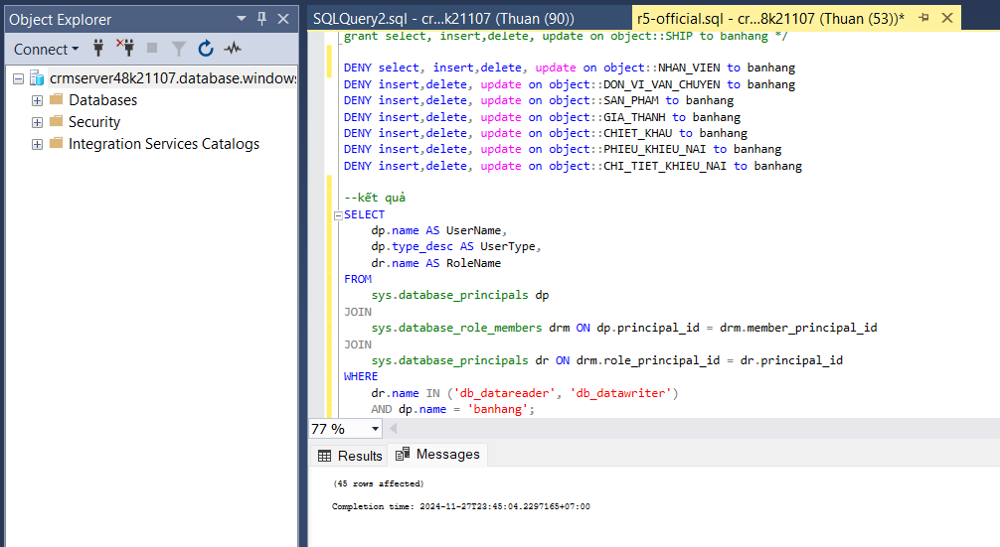 Object Explorer
Connect
crmserver48k21107.database.windows
Databases
Security
Integration Services Catalogs
SQLQuery2.sql - cr...k21107 (Thuan (90))
r5-official.sql - cr...8k21107 (Thuan (53))*
grant select, insert,delete, update on object::SHIP to banhang */
DENY select, insert,delete, update on object::NHAN_VIEN to banhang
DENY insert,delete, update on object::DON_VI_VAN_CHUYEN to banhang
DENY insert,delete, update on object::SAN_PHAM to banhang
DENY insert,delete, update on object::GIA_THANH to banhang
DENY insert,delete, update on object::CHIET_KHAU to banhang
DENY insert,delete, update on object::PHIEU_KHIEU_NAI to banhang
DENY insert,delete, update on object::CHI_TIET_KHIEU_NAI to banhang
--kết quả
SELECT
dp.name AS UserName,
dp.type_desc AS UserType,
dr.name AS RoleName
FROM
sys.database_principals dp
JOIN
sys.database_role_members drm ON dp.principal_id = drm.member_principal_id
JOIN
sys.database_principals dr ON drm.role_principal_id = dr.principal_id
WHERE
dr.name IN ('db_datareader', 'db_datawriter')
AND dp.name = 'banhang';
77 %
Results
Messages
(45 rows affected)
Completion time: 2024-11-27T23:45:04.2297165+07:00